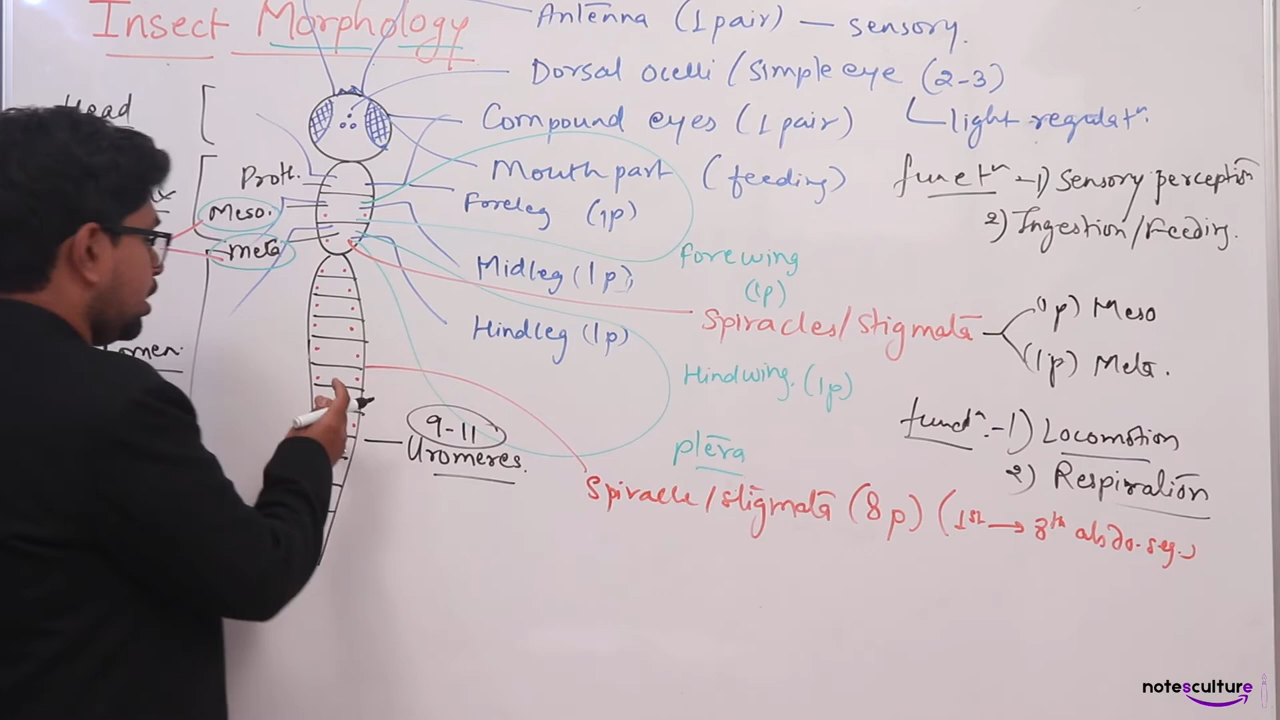 Insect Morphology
Antenna (1 pair) — sensory.
Dorsal ocelli / simple eye (2-3)
Head
Compound eyes (1 pair)
light regulatⁿ.
Mouth part (feeding)
functⁿ -1) Sensory perception
2) Ingestion / Feeding.
Proth.
Foreleg (1p)
Meso.
Meta
Midleg (1p)
Forewing
(1p)
Spiracles / stigmata
(1p) Meso
(1p) Meta.
Hindleg (1p)
Hindwing. (1p)
9-11
Uromeres.
plera
functⁿ. -1) Locomotion
2) Respiration
Spiracle / stigmata (8p) (1st → 8th abdo. seg.)
notesculture